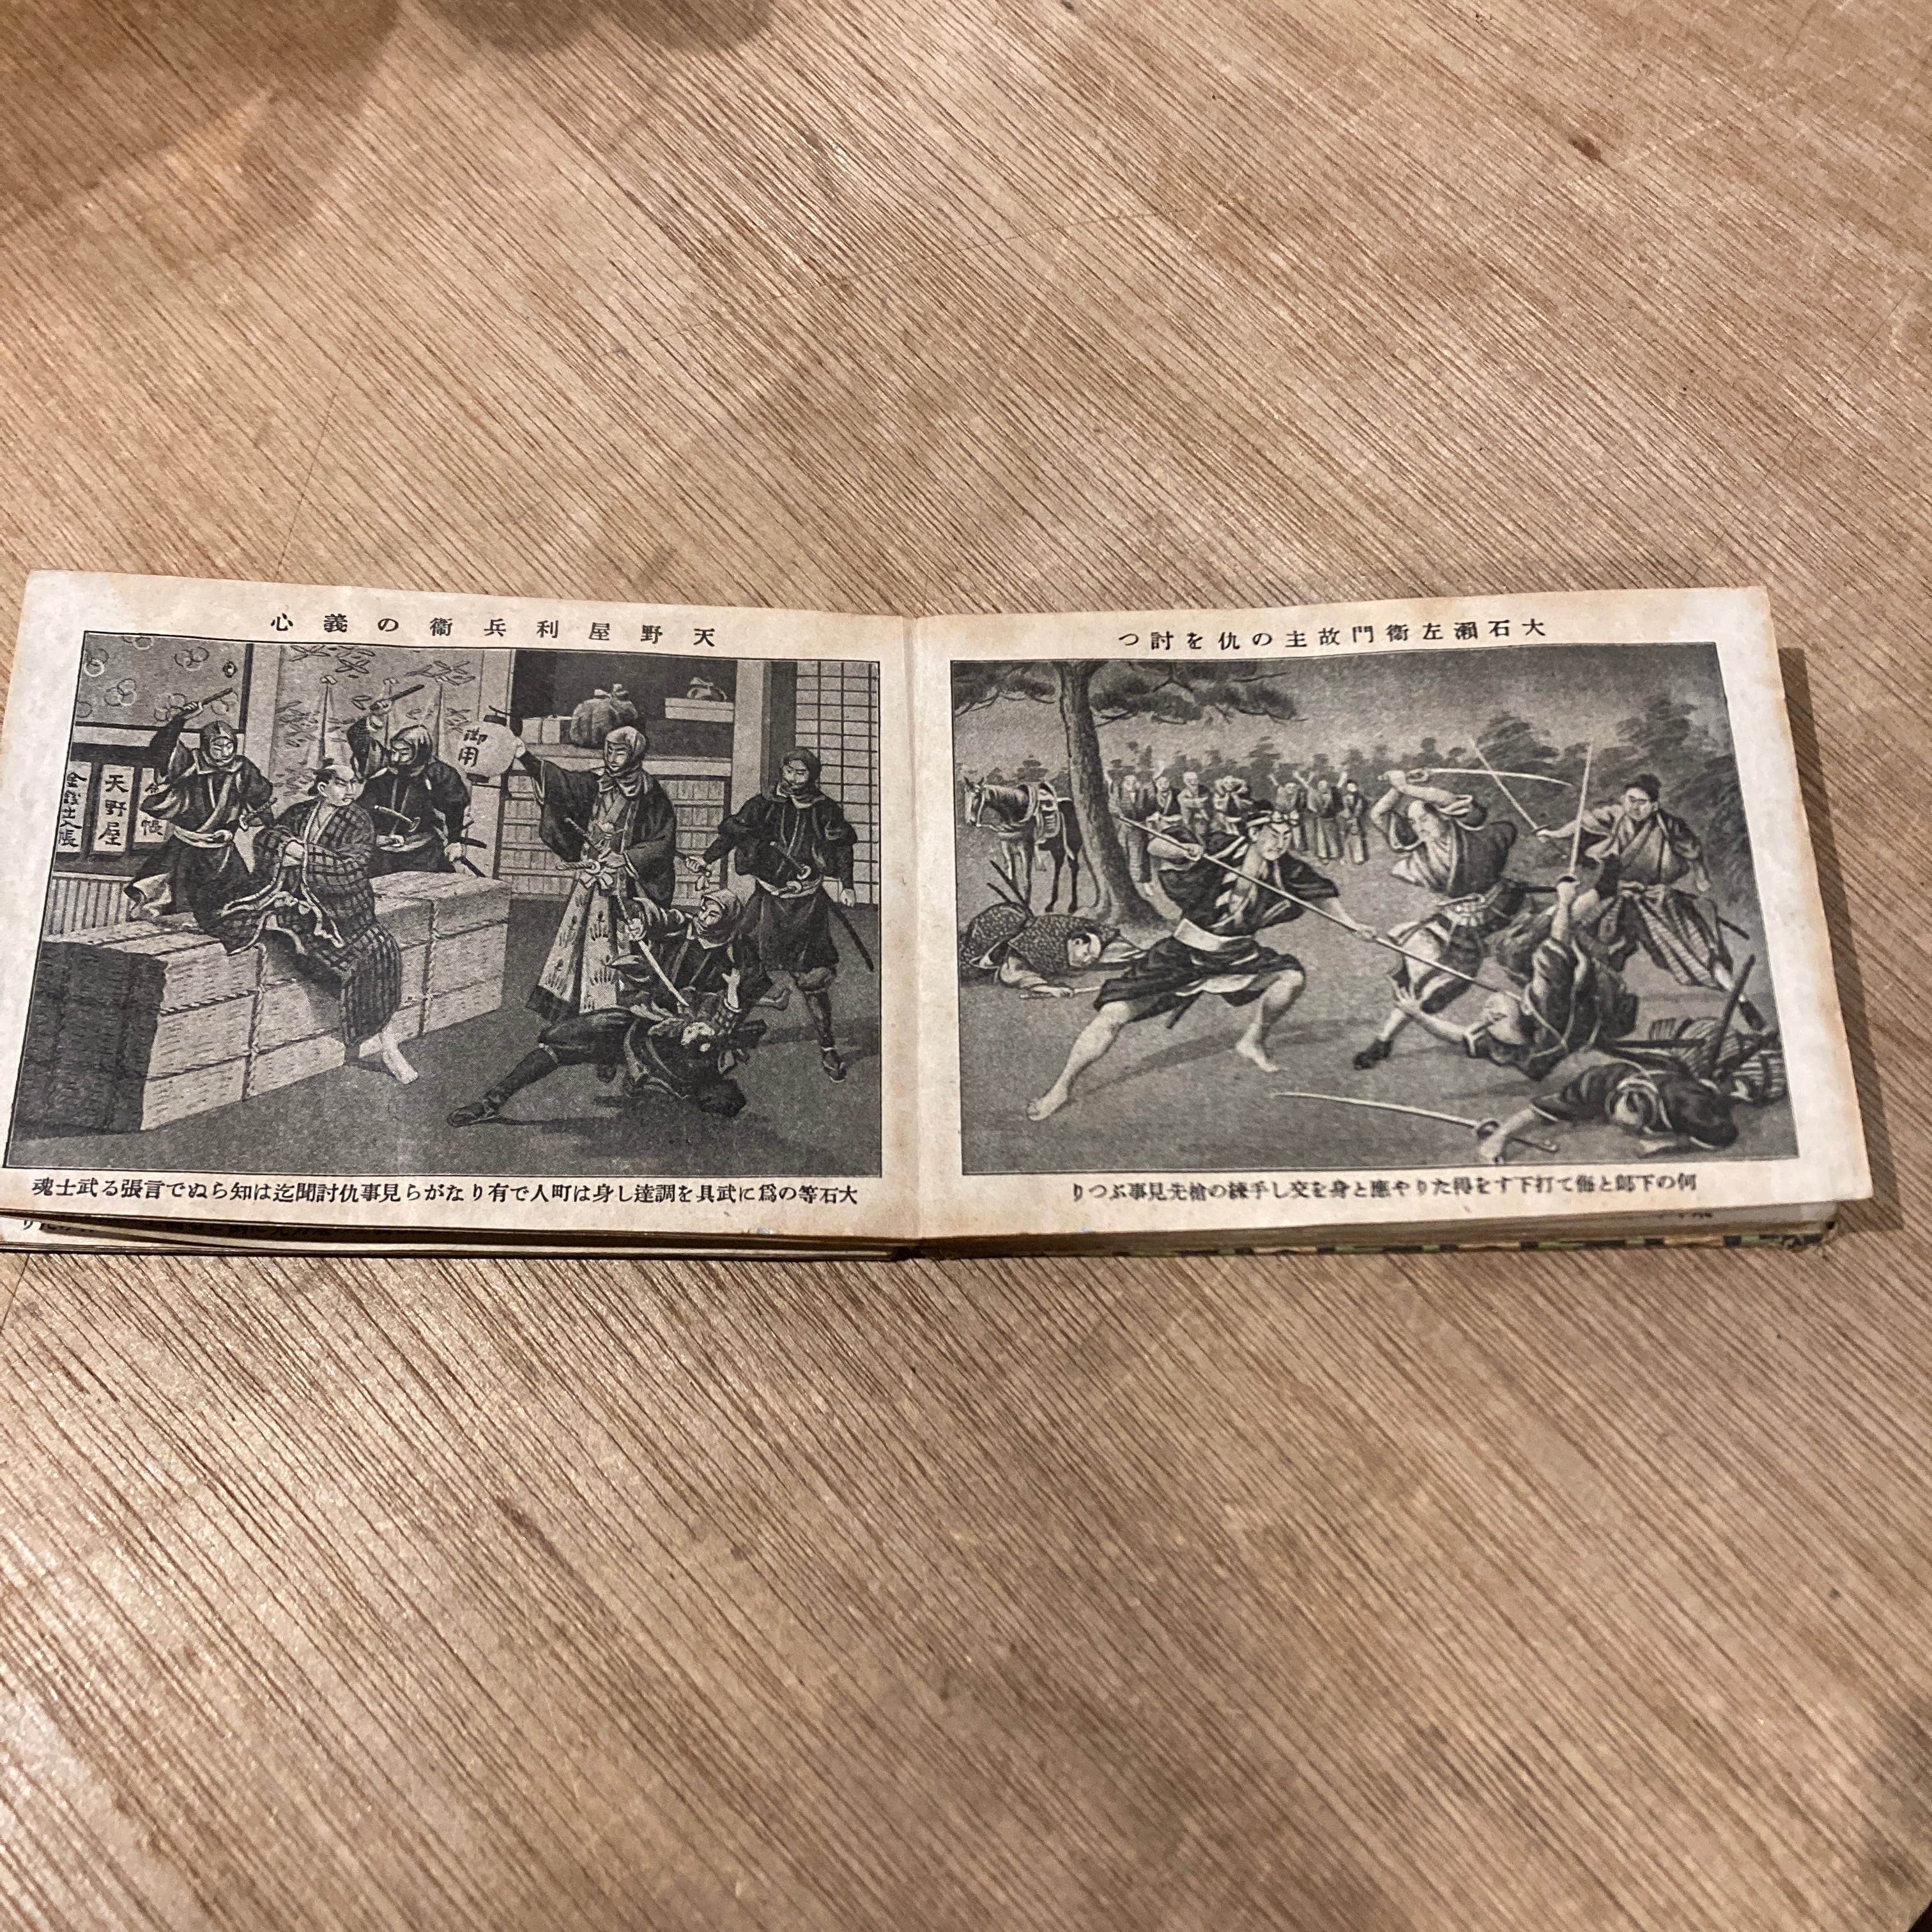 大石瀬左衛門故主の仇を討つ
何の下郎と侮て打下すを得たりや應と身を交し手練の槍先見事ぶつり
天野屋利兵衛の義心
御用
天野屋
大石等の爲に武具を調達し身は町人で有りながら見事仇討聞迄は知らぬで言張る武士魂